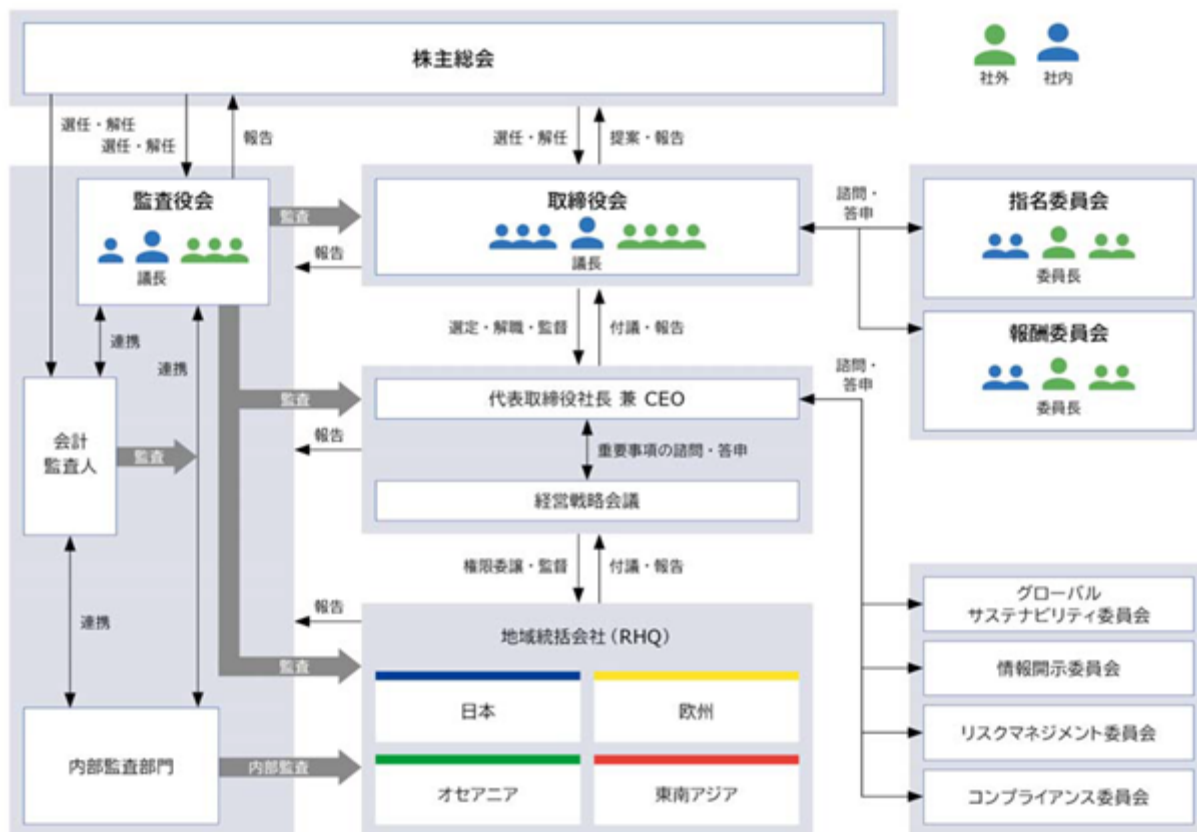 株主総会
社外
社内
選任・解任
選任・解任
報告
選任・解任
提案・報告
監査役会
議長
監査
報告
取締役会
議長
諮問・
答申
指名委員会
委員長
報酬委員会
委員長
連携
連携
選定・解職・監督
付議・報告
諮問・
答申
会計
監査人
監査
監査
報告
代表取締役社長 兼 CEO
重要事項の諮問・答申
経営戦略会議
権限委譲・監督
付議・報告
連携
報告
監査
地域統括会社（RHQ）
日本
欧州
オセアニア
東南アジア
内部監査部門
内部監査
グローバル
サステナビリティ委員会
情報開示委員会
リスクマネジメント委員会
コンプライアンス委員会